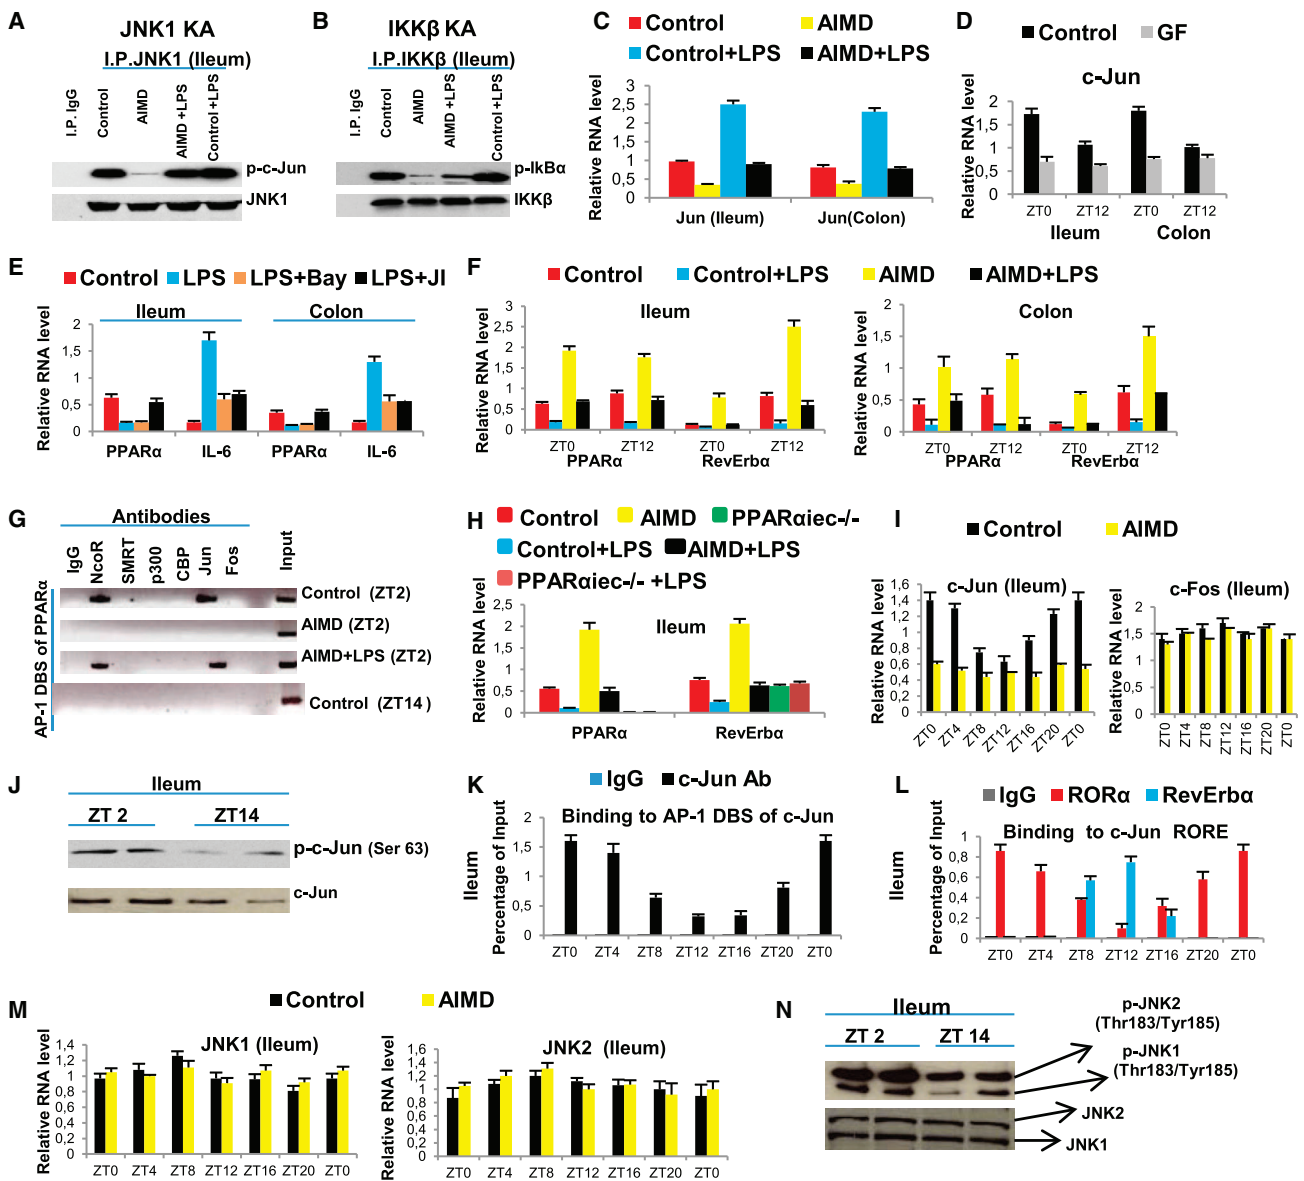 A
JNK1 KA
I.P.JNK1 (Ileum)
I.P. IgG
Control
AIMD
AIMD +LPS
Control +LPS
p-c-Jun
JNK1
B
IKKβ KA
I.P.IKKβ (Ileum)
I.P. IgG
Control
AIMD
AIMD +LPS
Control +LPS
p-IkBα
IKKβ
C
Control
AIMD
Control+LPS
AIMD+LPS
Relative RNA level
3
2,5
2
1,5
1
0,5
0
Jun (Ileum)
Jun(Colon)
D
Control
GF
c-Jun
Relative RNA level
2
1,5
1
0,5
0
ZT0
ZT12
ZT0
ZT12
Ileum
Colon
E
Control
LPS
LPS+Bay
LPS+JI
Ileum
Colon
Relative RNA level
2
1,5
1
0,5
0
PPARα
IL-6
PPARα
IL-6
F
Control
Control+LPS
AIMD
AIMD+LPS
Ileum
Relative RNA level
3
2,5
2
1,5
1
0,5
0
ZT0
ZT12
ZT0
ZT12
PPARα
RevErbα
Colon
Relative RNA level
2
1,5
1
0,5
0
ZT0
ZT12
ZT0
ZT12
PPARα
RevErbα
G
Antibodies
IgG
NcoR
SMRT
p300
CBP
Jun
Fos
Input
AP-1 DBS of PPARα
Control (ZT2)
AIMD (ZT2)
AIMD+LPS (ZT2)
Control (ZT14)
H
Control
AIMD
PPARαiec-/-
Control+LPS
AIMD+LPS
PPARαiec-/- +LPS
Ileum
Relative RNA level
2,5
2
1,5
1
0,5
0
PPARα
RevErbα
I
Control
AIMD
c-Jun (Ileum)
Relative RNA level
1,6
1,4
1,2
1
0,8
0,6
0,4
0,2
0
ZT0
ZT4
ZT8
ZT12
ZT16
ZT20
ZT0
c-Fos (Ileum)
Relative RNA level
2
1,5
1
0,5
0
ZT0
ZT4
ZT8
ZT12
ZT16
ZT20
ZT0
J
Ileum
ZT 2
ZT14
p-c-Jun (Ser 63)
c-Jun
K
IgG
c-Jun Ab
Binding to AP-1 DBS of c-Jun
Ileum
Percentage of Input
2
1,5
1
0,5
0
ZT0
ZT4
ZT8
ZT12
ZT16
ZT20
ZT0
L
IgG
RORα
RevErbα
Binding to c-Jun RORE
Ileum
Percentage of Input
1
0,8
0,6
0,4
0,2
0
ZT0
ZT4
ZT8
ZT12
ZT16
ZT20
ZT0
M
Control
AIMD
JNK1 (Ileum)
Relative RNA level
1,4
1,2
1
0,8
0,6
0,4
0,2
0
ZT0
ZT4
ZT8
ZT12
ZT16
ZT20
ZT0
JNK2 (Ileum)
Relative RNA level
1,6
1,4
1,2
1
0,8
0,6
0,4
0,2
0
ZT0
ZT4
ZT8
ZT12
ZT16
ZT20
ZT0
N
Ileum
ZT 2
ZT 14
p-JNK2
(Thr183/Tyr185)
p-JNK1
(Thr183/Tyr185)
JNK2
JNK1